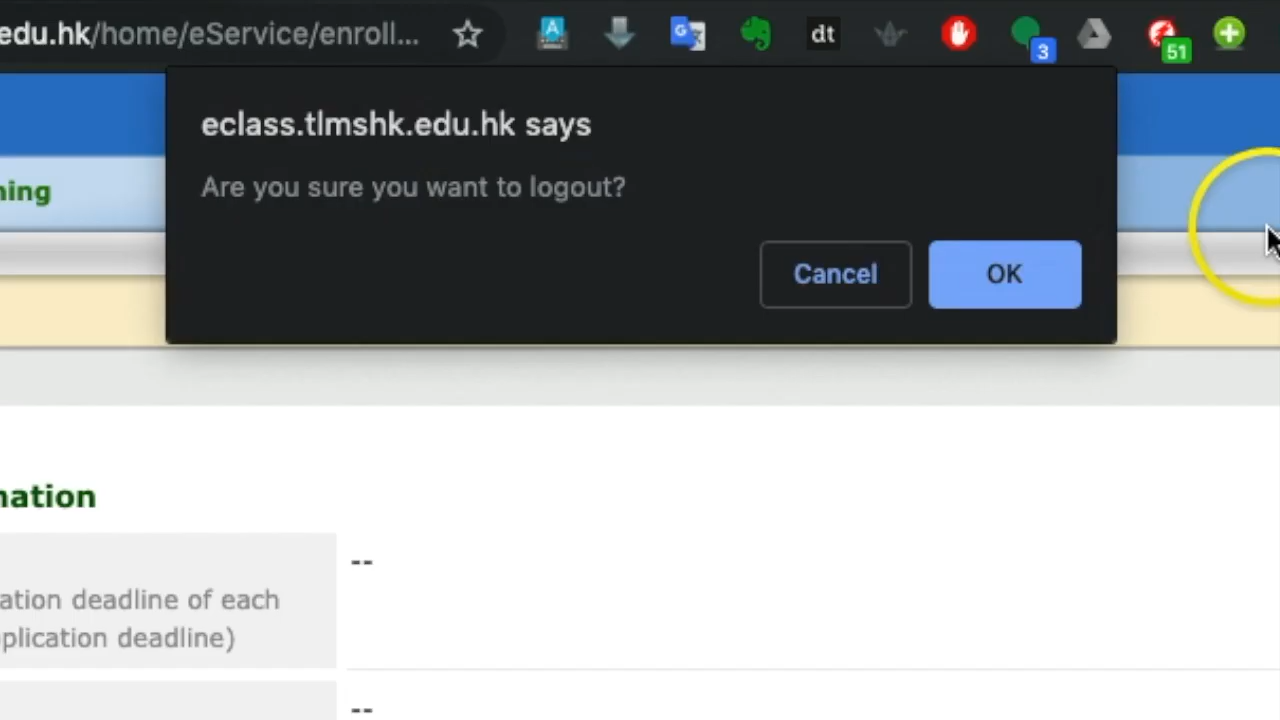 edu.hk/home/eService/enroll...
dt
3
51
eclass.tlmshk.edu.hk says
Are you sure you want to logout?
ning
Cancel
OK
nation
--
ation deadline of each
plication deadline)
--